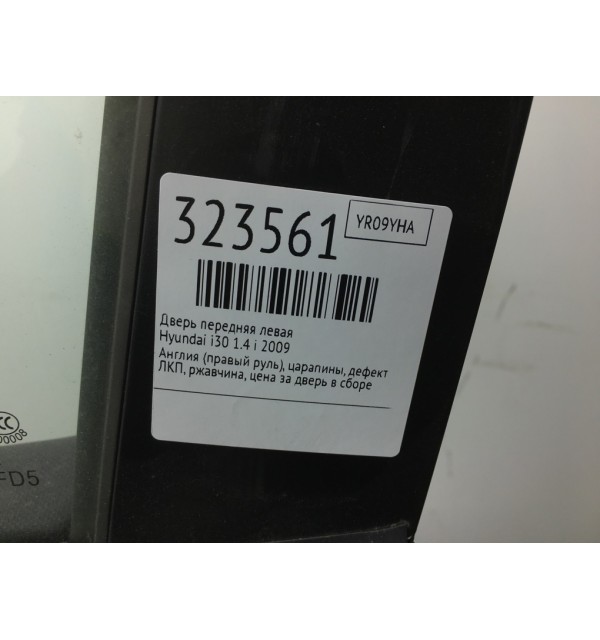 323561
YR09YHA
Дверь передняя левая
Hyundai i30 1.4 i 2009
Англия (правый руль), царапины, дефект
ЛКП, ржавчина, цена за дверь в сборе
FD5